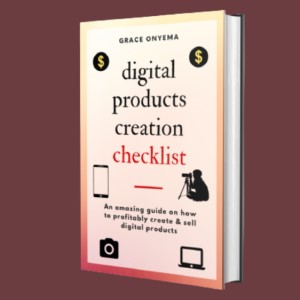 GRACE ONYEMA
$ $
digital
products
creation
checklist
An amazing guide on how
to profitably create & sell
digital products